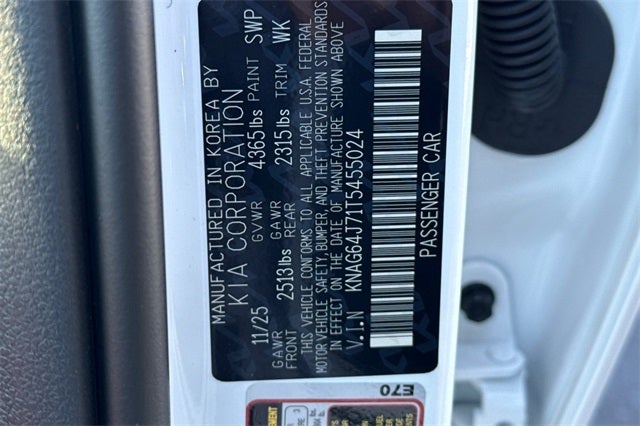 MANUFACTURED IN KOREA BY
KIA CORPORATION
11/25 GVWR 4365lbs PAINT SWP
GAWR FRONT 2513lbs GAWR REAR 2315lbs TRIM WK
THIS VEHICLE CONFORMS TO ALL APPLICABLE U.S.A. FEDERAL
MOTOR VEHICLE SAFETY, BUMPER, AND THEFT PREVENTION STANDARDS
IN EFFECT ON THE DATE OF MANUFACTURE SHOWN ABOVE
V.I.N KNAG64J71T5455024
PASSENGER CAR
E70